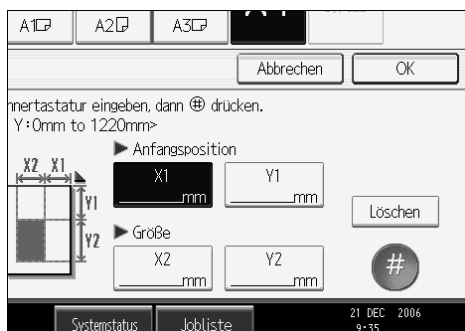 A1 A2 A3
Abbrechen OK
nnertastatur eingeben, dann # drücken.
Y:0mm to 1220mm>
Anfangsposition
X2 X1
X1 Y1
mm mm
Y1
Löschen
Größe
Y2
X2 Y2
#
mm mm
Systemstatus Jobliste
21 DEC 2006
9:35